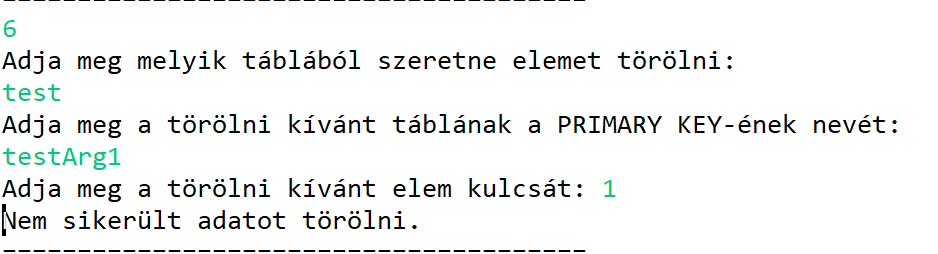 6
Adja meg melyik táblából szeretne elemet törölni:
test
Adja meg a törölni kívánt táblának a PRIMARY KEY-ének nevét:
testArg1
Adja meg a törölni kívánt elem kulcsát: 1
Nem sikerült adatot törölni.
----------------------------------------